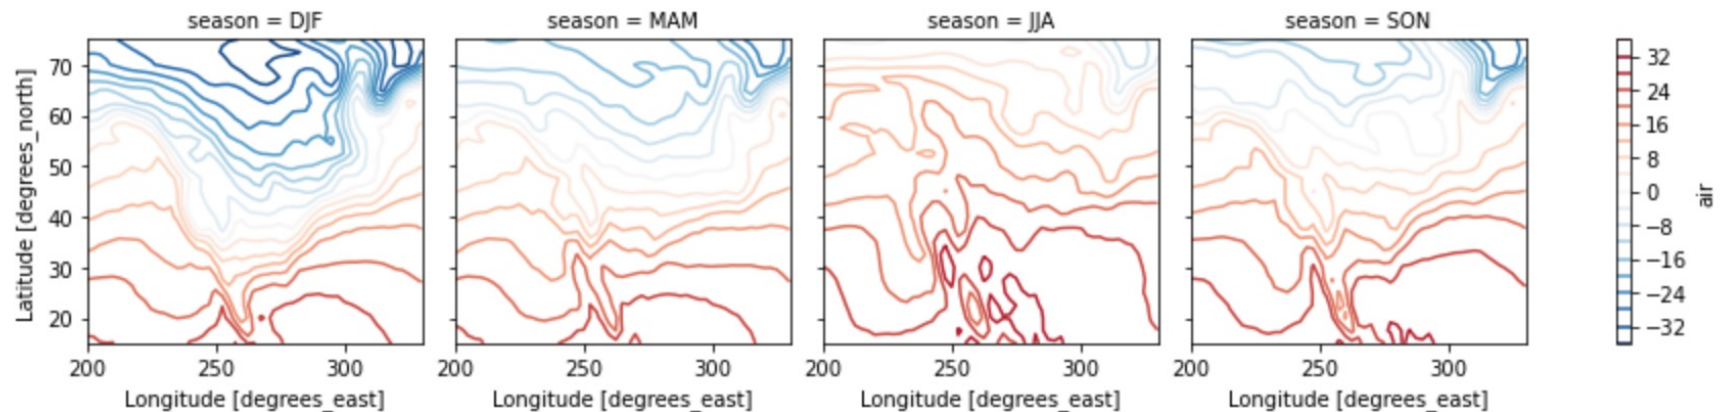 season = DJF
season = MAM
season = JJA
season = SON
Latitude [degrees_north]
70
60
50
40
30
20
200
250
300
200
250
300
200
250
300
200
250
300
Longitude [degrees_east]
Longitude [degrees_east]
Longitude [degrees_east]
Longitude [degrees_east]
32
24
16
8
0
−8
−16
−24
−32
air